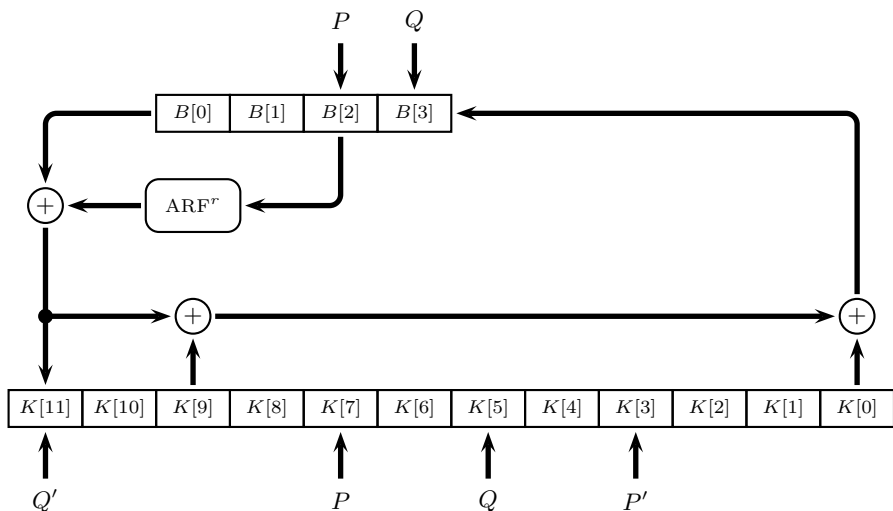 P Q
B[0] B[1] B[2] B[3]
+ ARF^r
+ +
K[11] K[10] K[9] K[8] K[7] K[6] K[5] K[4] K[3] K[2] K[1] K[0]
Q′ P Q P′